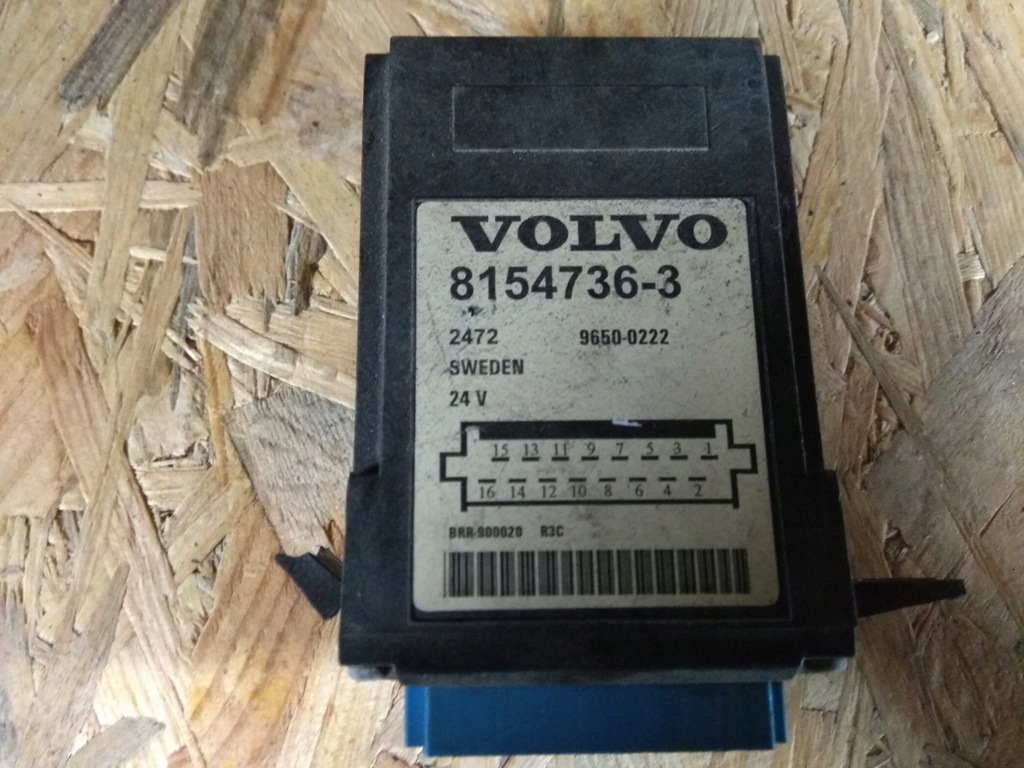 VOLVO
8154736-3
2472 9650-0222
SWEDEN
24 V
15 13 11 9 7 5 3 1
16 14 12 10 8 6 4 2
BRR-900020 R3C